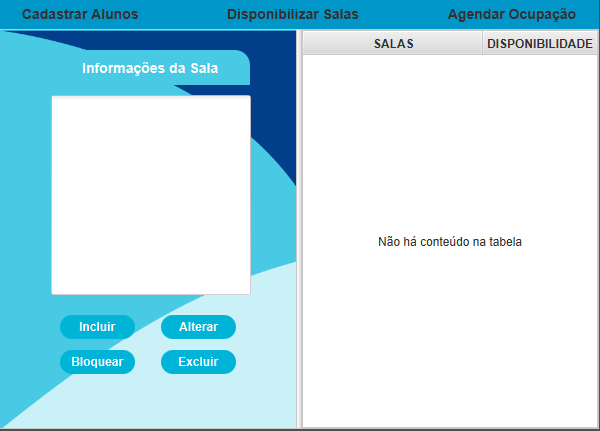 Cadastrar Alunos Disponibilizar Salas Agendar Ocupação
Informações da Sala
Incluir Alterar
Bloquear Excluir
SALAS DISPONIBILIDADE
Não há conteúdo na tabela